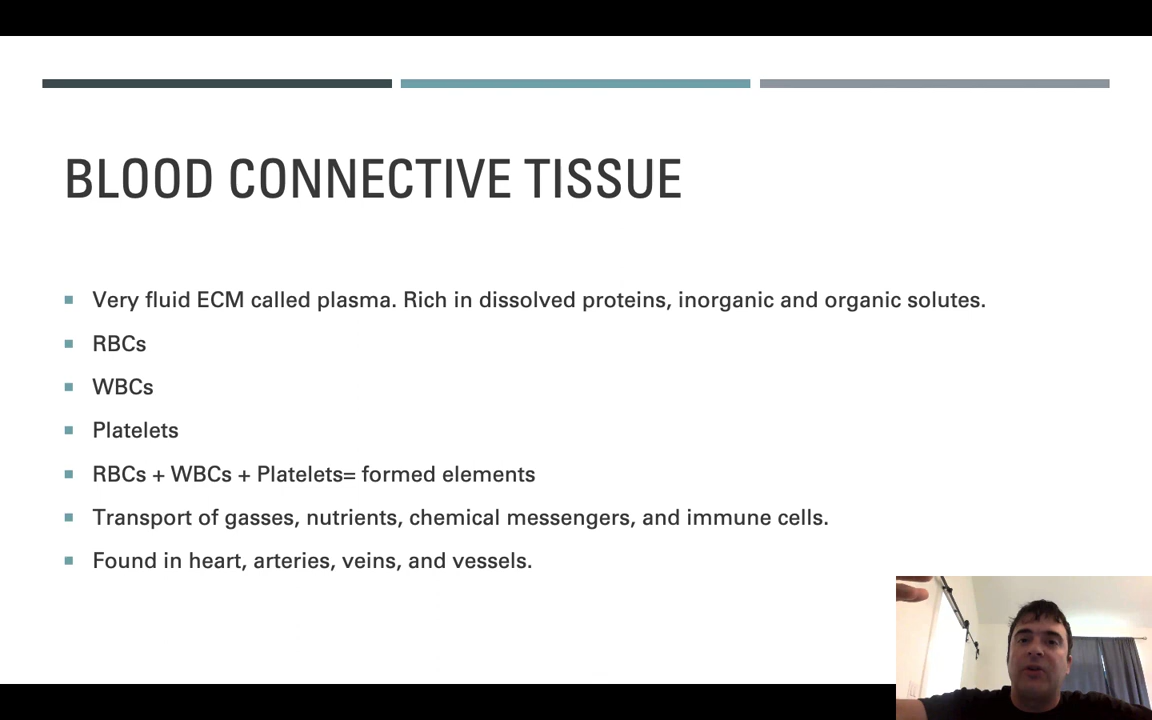 BLOOD CONNECTIVE TISSUE
Very fluid ECM called plasma. Rich in dissolved proteins, inorganic and organic solutes.
RBCs
WBCs
Platelets
RBCs + WBCs + Platelets= formed elements
Transport of gasses, nutrients, chemical messengers, and immune cells.
Found in heart, arteries, veins, and vessels.